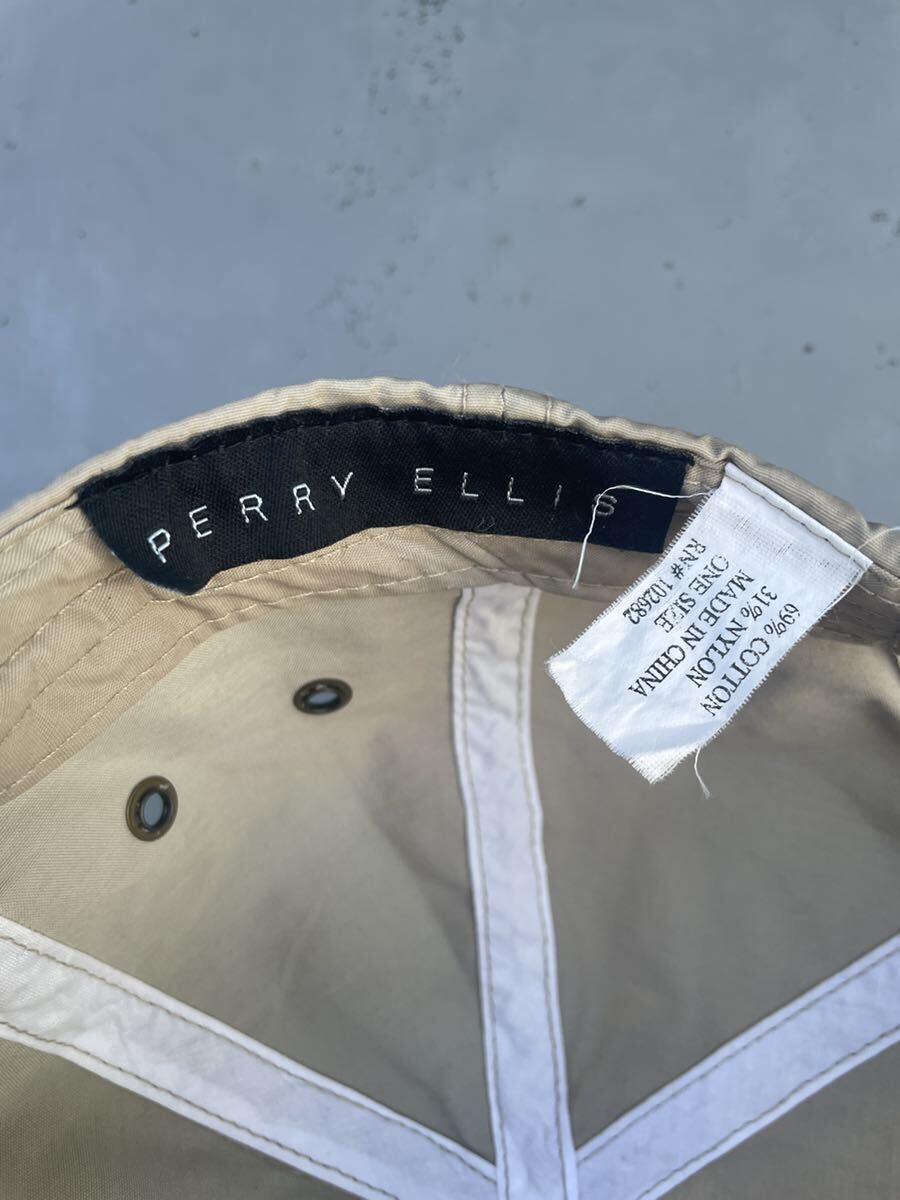 PERRY ELLIS
69% COTTON
31% NYLON
MADE IN CHINA
ONE SIZE
RN# 102682